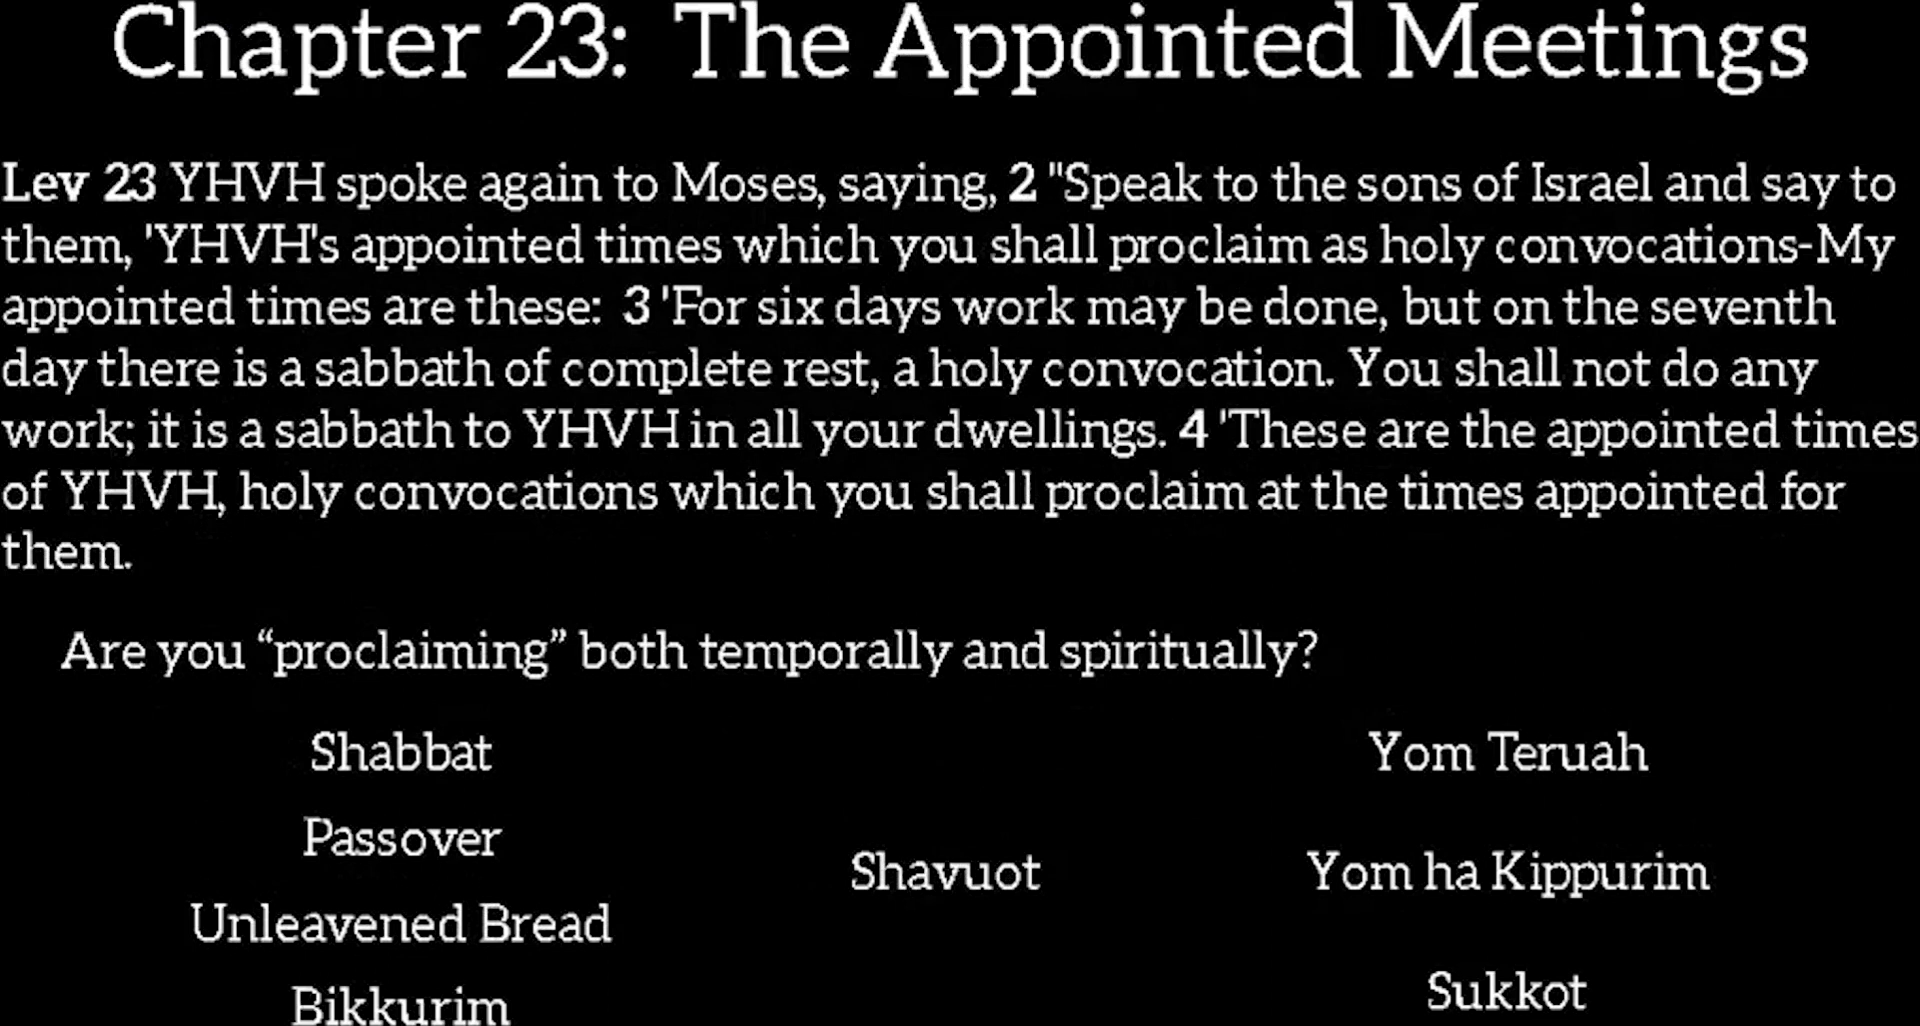 Chapter 23: The Appointed Meetings
Lev 23 YHVH spoke again to Moses, saying, 2 "Speak to the sons of Israel and say to
them, 'YHVH's appointed times which you shall proclaim as holy convocations-My
appointed times are these: 3 'For six days work may be done, but on the seventh
day there is a sabbath of complete rest, a holy convocation. You shall not do any
work; it is a sabbath to YHVH in all your dwellings. 4 'These are the appointed times
of YHVH, holy convocations which you shall proclaim at the times appointed for
them.
Are you “proclaiming” both temporally and spiritually?
Shabbat
Passover
Unleavened Bread
Bikkurim
Shavuot
Yom Teruah
Yom ha Kippurim
Sukkot